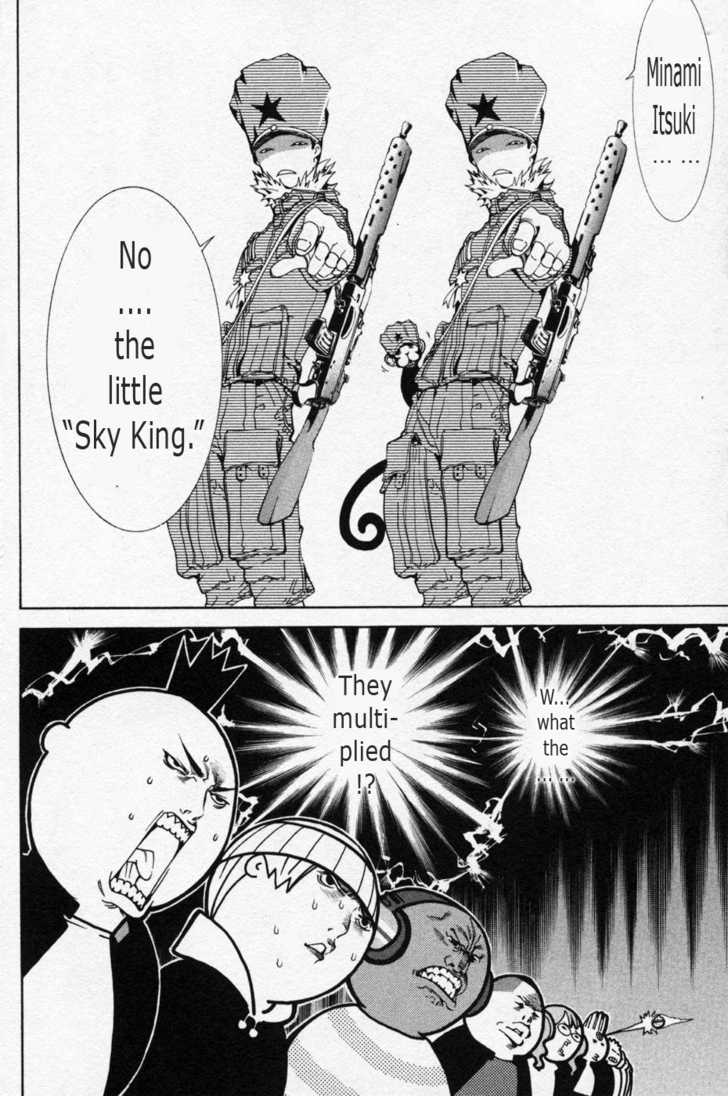 Minami
Itsuki
... ...
No
....
the
little
“Sky King.”
W...
what
the
... ...
They
multi-
plied
!?